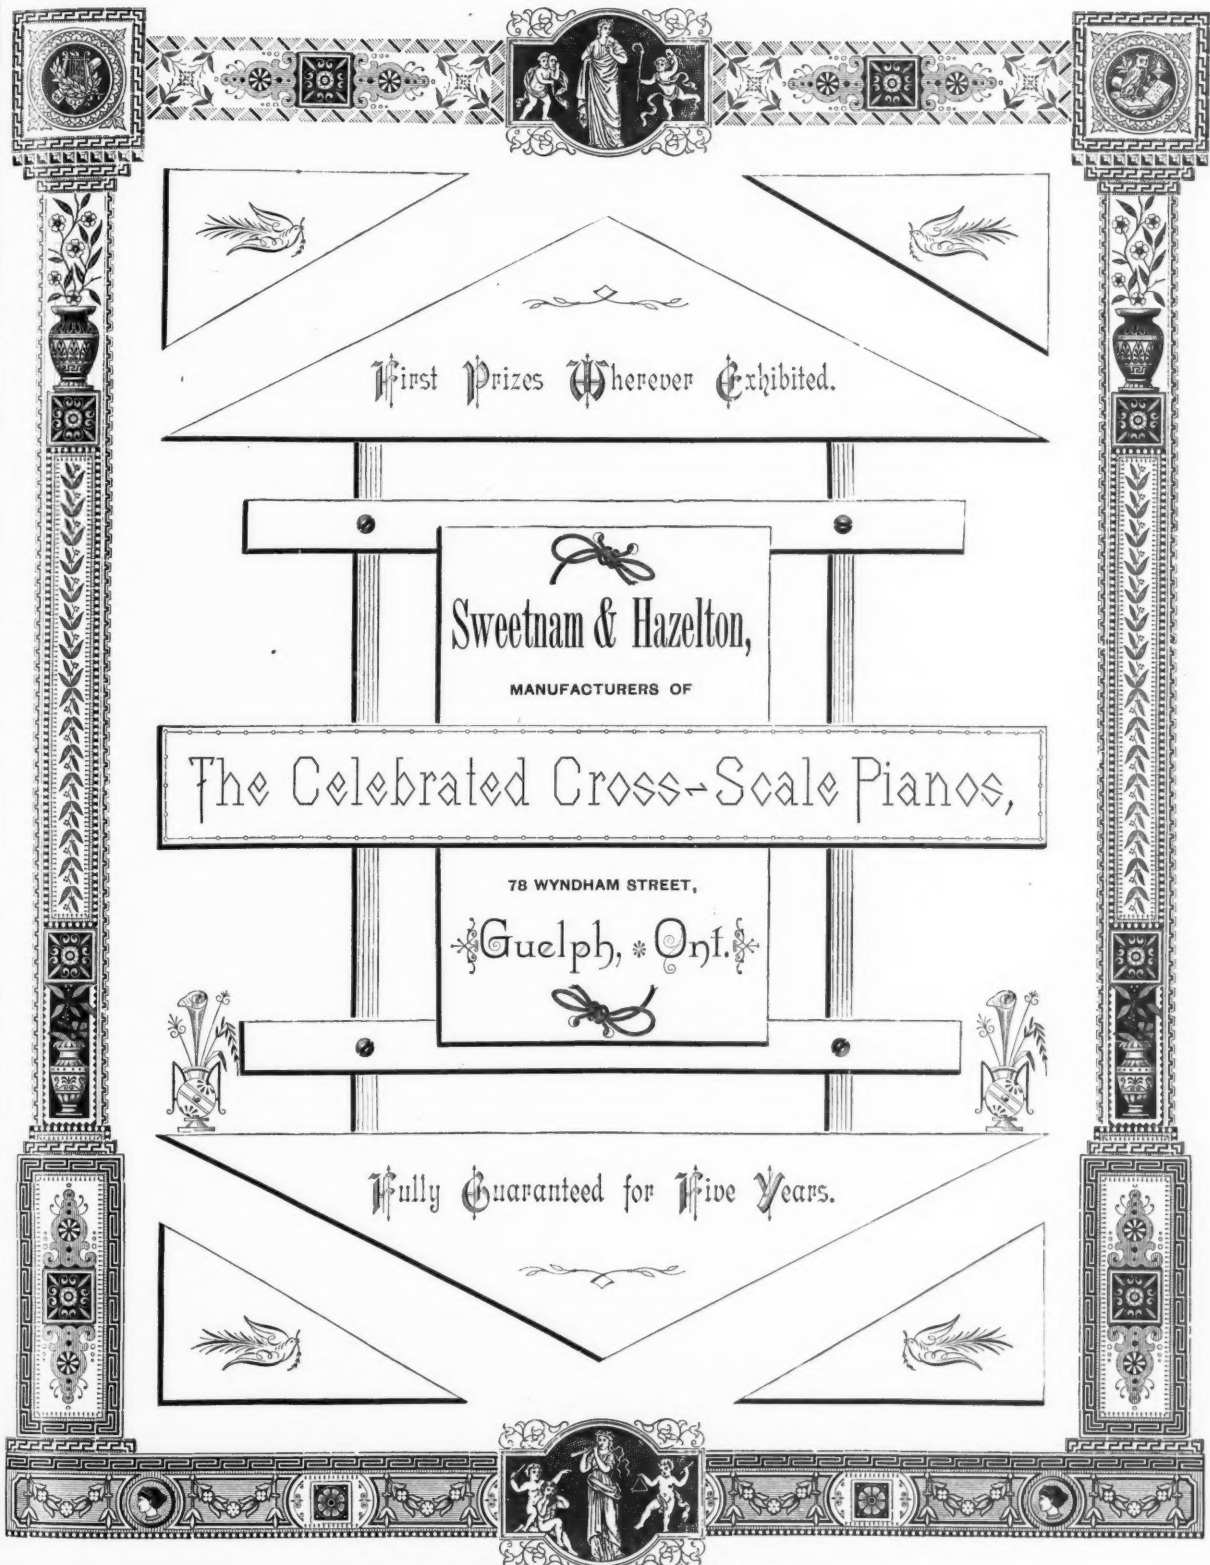 First Prizes Wherever Exhibited.
Sweetnam & Hazelton,
MANUFACTURERS OF
The Celebrated Cross-Scale Pianos,
78 WYNDHAM STREET,
Guelph, Ont.
Fully Guaranteed for Five Years.